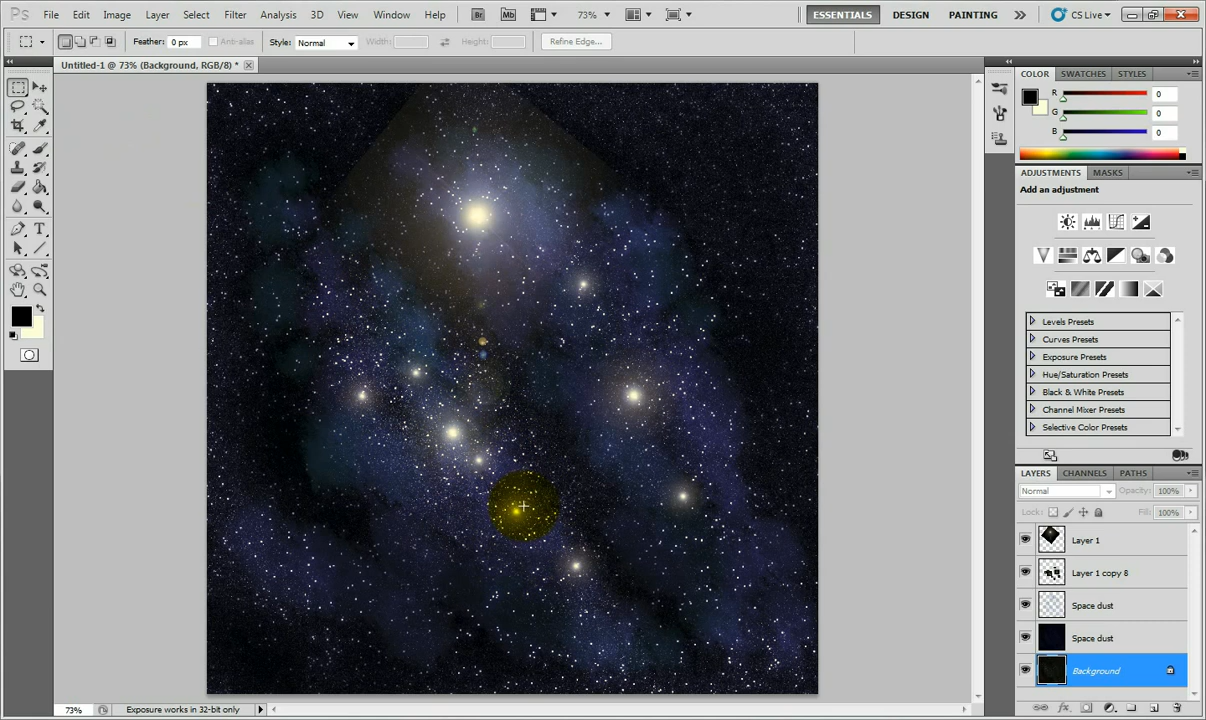 Ps File Edit Image Layer Select Filter Analysis 3D View Window Help Br Mb 73% ESSENTIALS DESIGN PAINTING CS Live
Feather: 0 px Anti-alias Style: Normal Width: Height: Refine Edge...
Untitled-1 @ 73% (Background, RGB/8) *
COLOR SWATCHES STYLES
R 0
G 0
B 0
ADJUSTMENTS MASKS
Add an adjustment
Levels Presets
Curves Presets
Exposure Presets
Hue/Saturation Presets
Black & White Presets
Channel Mixer Presets
Selective Color Presets
LAYERS CHANNELS PATHS
Normal Opacity: 100%
Lock: Fill: 100%
Layer 1
Layer 1 copy 8
Space dust
Space dust
Background
73% Exposure works in 32-bit only
fx